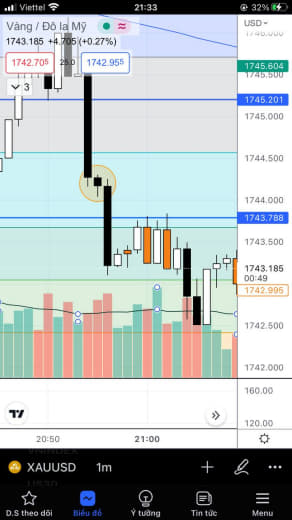 Viettel
21:33
32%
1746.000
Vàng / Đô la Mỹ
USD
1743.185 +4.705 (+0.27%)
1742.705
25.0
1742.955
3
1745.604
1745.500
1745.201
1745.000
1744.500
1744.000
1743.788
1743.500
1743.185
00:49
1742.995
1742.500
1742.000
160.00
120.00
20:50
21:00
XAUUSD
1m
D.S theo dõi
Biểu đồ
Ý tưởng
Tin tức
Menu